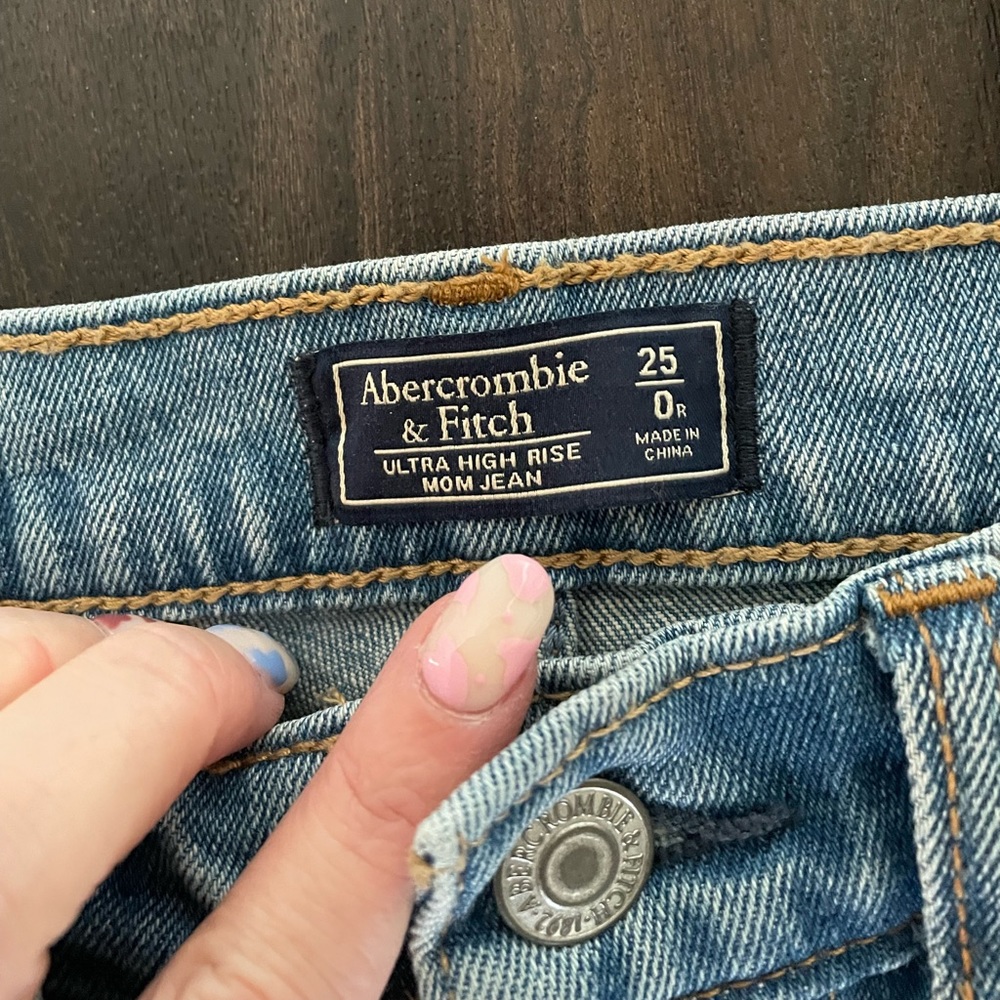 Abercrombie
& Fitch
ULTRA HIGH RISE
MOM JEAN
25
0R
MADE IN
CHINA
ABERCROMBIE & FITCH · 1892 ·